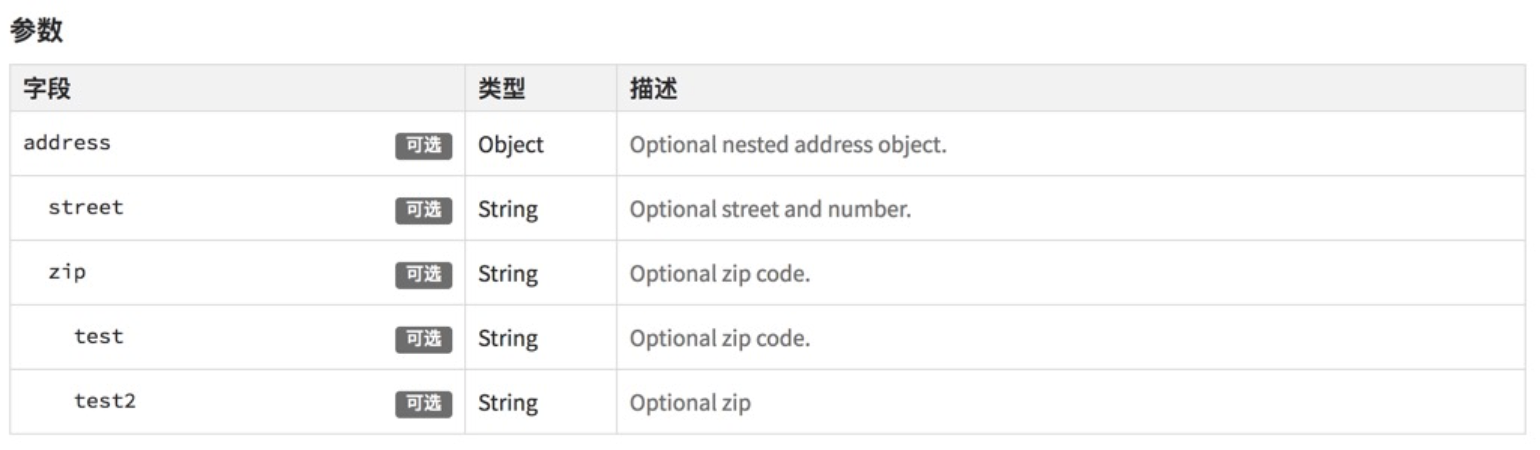 参数
字段 类型 描述
address 可选 Object Optional nested address object.
street 可选 String Optional street and number.
zip 可选 String Optional zip code.
test 可选 String Optional zip code.
test2 可选 String Optional zip